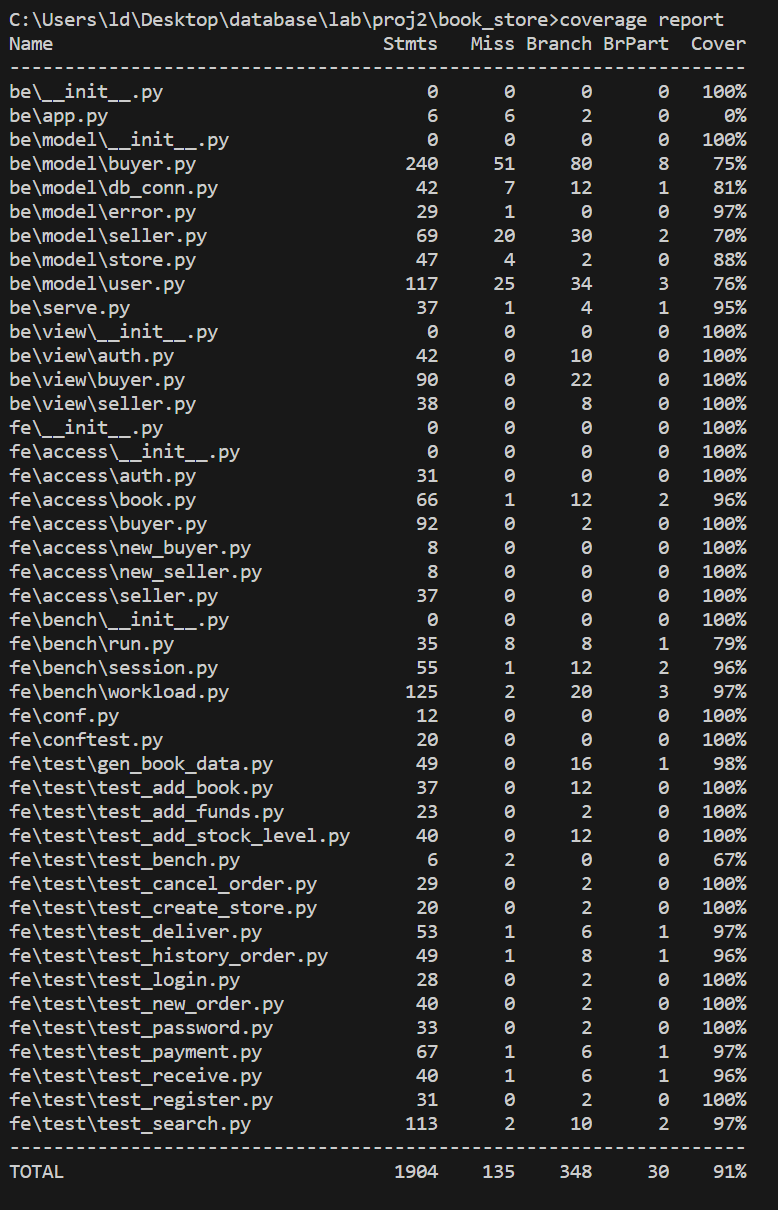 C:\Users\ld\Desktop\database\lab\proj2\book_store>coverage report
Name                              Stmts   Miss Branch BrPart  Cover
-------------------------------------------------------------------
be\__init__.py                        0      0      0      0   100%
be\app.py                             6      6      2      0     0%
be\model\__init__.py                  0      0      0      0   100%
be\model\buyer.py                   240     51     80      8    75%
be\model\db_conn.py                  42      7     12      1    81%
be\model\error.py                    29      1      0      0    97%
be\model\seller.py                   69     20     30      2    70%
be\model\store.py                    47      4      2      0    88%
be\model\user.py                    117     25     34      3    76%
be\serve.py                          37      1      4      1    95%
be\view\__init__.py                   0      0      0      0   100%
be\view\auth.py                      42      0     10      0   100%
be\view\buyer.py                     90      0     22      0   100%
be\view\seller.py                    38      0      8      0   100%
fe\__init__.py                        0      0      0      0   100%
fe\access\__init__.py                 0      0      0      0   100%
fe\access\auth.py                    31      0      0      0   100%
fe\access\book.py                    66      1     12      2    96%
fe\access\buyer.py                   92      0      2      0   100%
fe\access\new_buyer.py                8      0      0      0   100%
fe\access\new_seller.py               8      0      0      0   100%
fe\access\seller.py                  37      0      0      0   100%
fe\bench\__init__.py                  0      0      0      0   100%
fe\bench\run.py                      35      8      8      1    79%
fe\bench\session.py                  55      1     12      2    96%
fe\bench\workload.py                125      2     20      3    97%
fe\conf.py                           12      0      0      0   100%
fe\conftest.py                       20      0      0      0   100%
fe\test\gen_book_data.py             49      0     16      1    98%
fe\test\test_add_book.py             37      0     12      0   100%
fe\test\test_add_funds.py            23      0      2      0   100%
fe\test\test_add_stock_level.py      40      0     12      0   100%
fe\test\test_bench.py                 6      2      0      0    67%
fe\test\test_cancel_order.py         29      0      2      0   100%
fe\test\test_create_store.py         20      0      2      0   100%
fe\test\test_deliver.py              53      1      6      1    97%
fe\test\test_history_order.py        49      1      8      1    96%
fe\test\test_login.py                28      0      2      0   100%
fe\test\test_new_order.py            40      0      2      0   100%
fe\test\test_password.py             33      0      2      0   100%
fe\test\test_payment.py              67      1      6      1    97%
fe\test\test_receive.py              40      1      6      1    96%
fe\test\test_register.py             31      0      2      0   100%
fe\test\test_search.py              113      2     10      2    97%
-------------------------------------------------------------------
TOTAL                              1904    135    348     30    91%